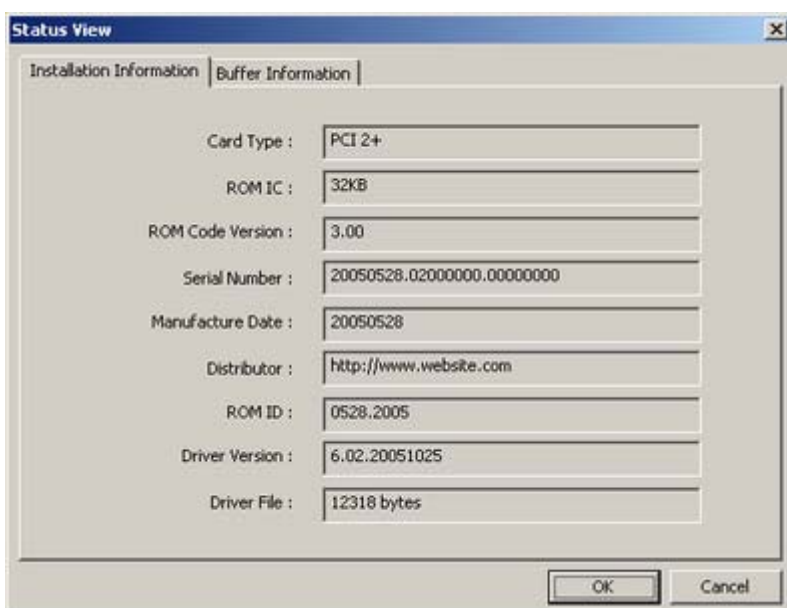 Status View
Installation Information Buffer Information
Card Type : PCI 2+
ROM IC : 32KB
ROM Code Version : 3.00
Serial Number : 20050528.02000000.00000000
Manufacture Date : 20050528
Distributor : http://www.website.com
ROM ID : 0528.2005
Driver Version : 6.02.20051025
Driver File : 12318 bytes
OK Cancel